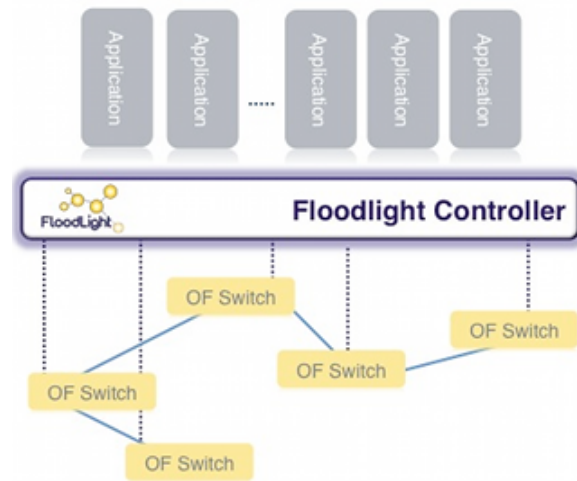 Application
Application
.....
Application
Application
Application
FloodLight
Floodlight Controller
OF Switch
OF Switch
OF Switch
OF Switch
OF Switch